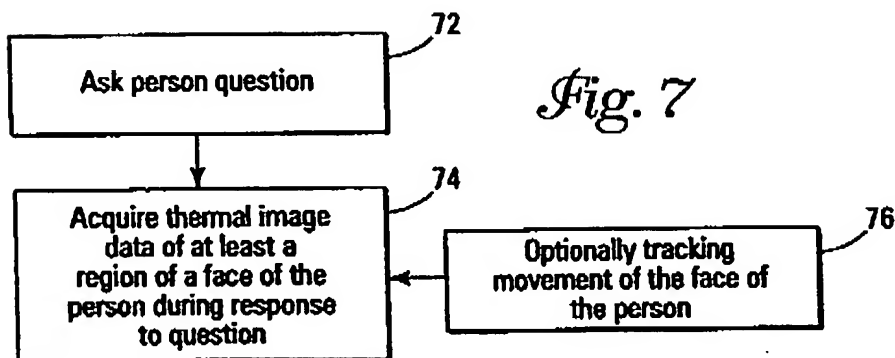 72
Ask person question
Fig. 7
74
Acquire thermal image
data of at least a
region of a face of the
person during response
to question
76
Optionally tracking
movement of the face of
the person